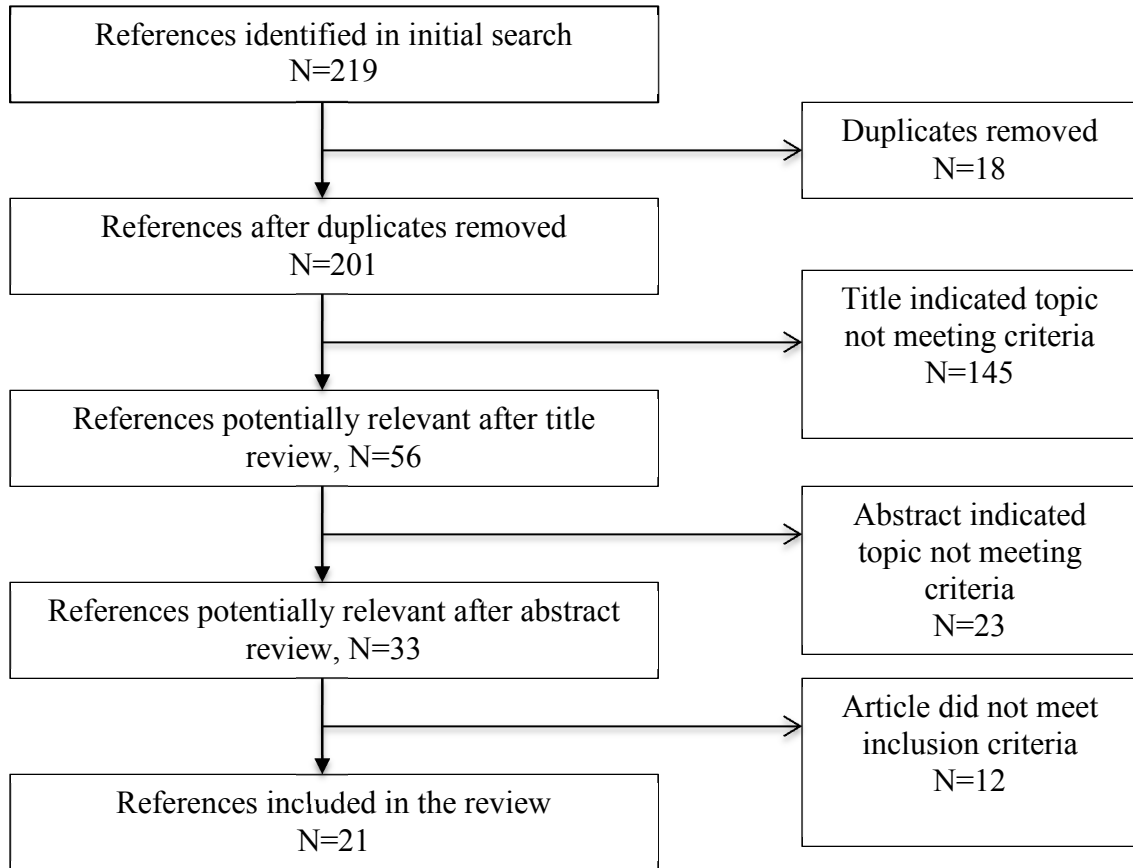 References identified in initial search
N=219
Duplicates removed
N=18
References after duplicates removed
N=201
Title indicated topic
not meeting criteria
N=145
References potentially relevant after title
review, N=56
Abstract indicated
topic not meeting
criteria
N=23
References potentially relevant after abstract
review, N=33
Article did not meet
inclusion criteria
N=12
References included in the review
N=21